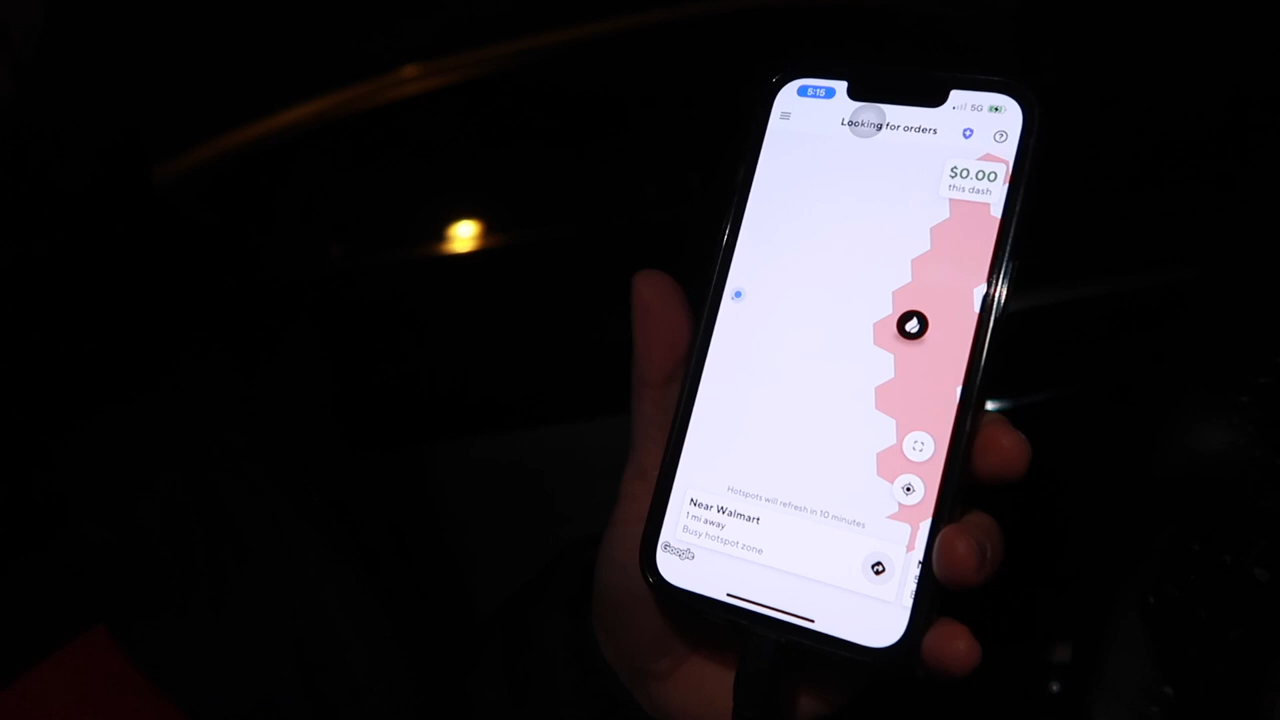 5:15
5G
Looking for orders
$0.00
this dash
Hotspots will refresh in 10 minutes
Near Walmart
1 mi away
Busy hotspot zone
Google